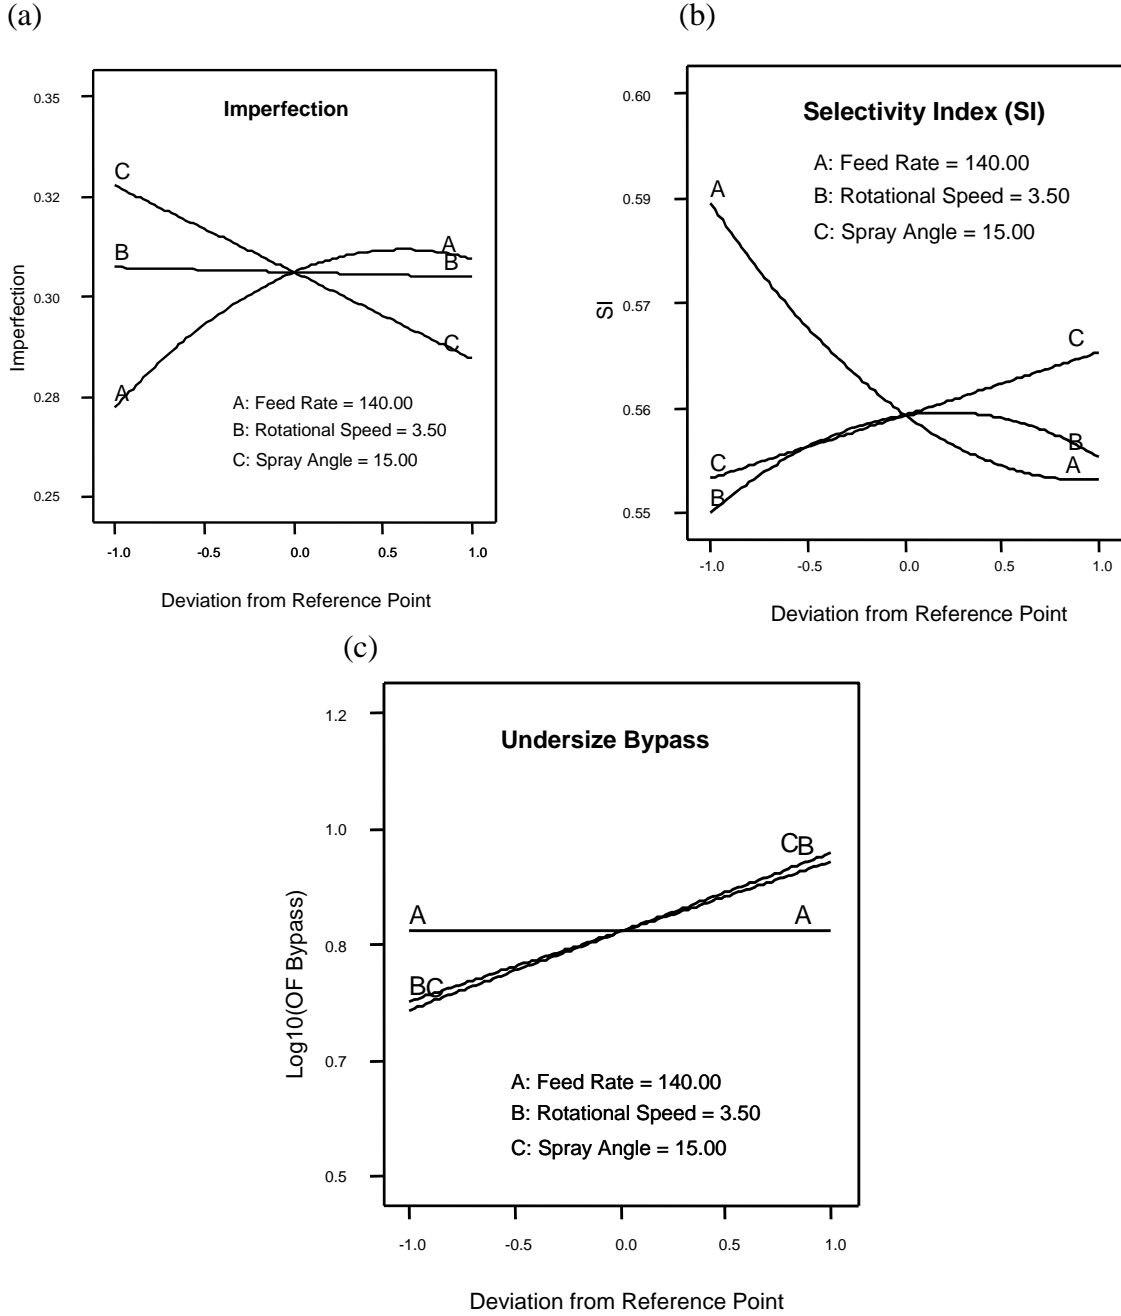 (a)
Imperfection
0.35
0.32
0.30
0.28
0.25
Imperfection
C
B
A
A
B
C
A: Feed Rate = 140.00
B: Rotational Speed = 3.50
C: Spray Angle = 15.00
-1.0 -0.5 0.0 0.5 1.0
Deviation from Reference Point
(b)
Selectivity Index (SI)
A: Feed Rate = 140.00
B: Rotational Speed = 3.50
C: Spray Angle = 15.00
0.60
0.59
0.57
0.56
0.55
SI
A
C
B
C
B
A
-1.0 -0.5 0.0 0.5 1.0
Deviation from Reference Point
(c)
Undersize Bypass
1.2
1.0
0.8
0.7
0.5
Log10(OF Bypass)
A
BC
CB
A
A: Feed Rate = 140.00
B: Rotational Speed = 3.50
C: Spray Angle = 15.00
-1.0 -0.5 0.0 0.5 1.0
Deviation from Reference Point